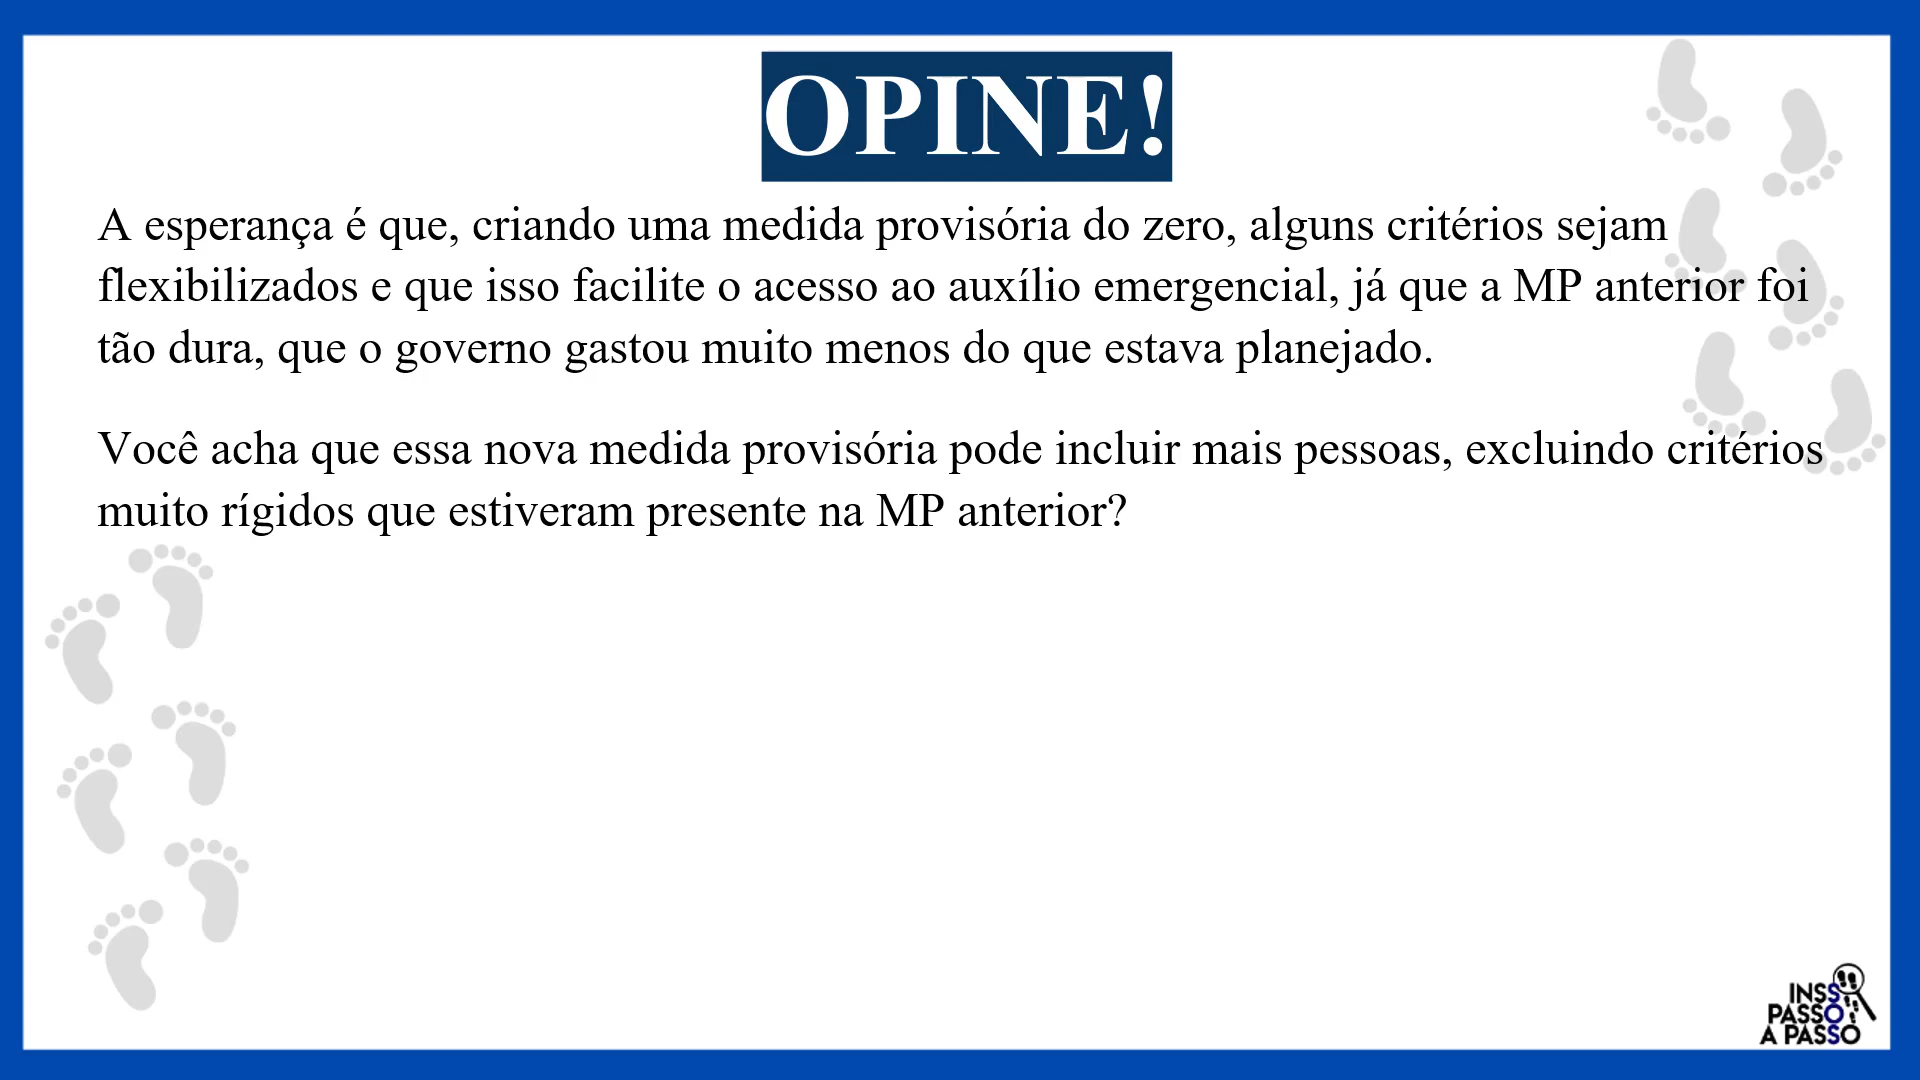 OPINE!
A esperança é que, criando uma medida provisória do zero, alguns critérios sejam
flexibilizados e que isso facilite o acesso ao auxílio emergencial, já que a MP anterior foi
tão dura, que o governo gastou muito menos do que estava planejado.
Você acha que essa nova medida provisória pode incluir mais pessoas, excluindo critérios
muito rígidos que estiveram presente na MP anterior?
INSS
PASSO
A PASSO